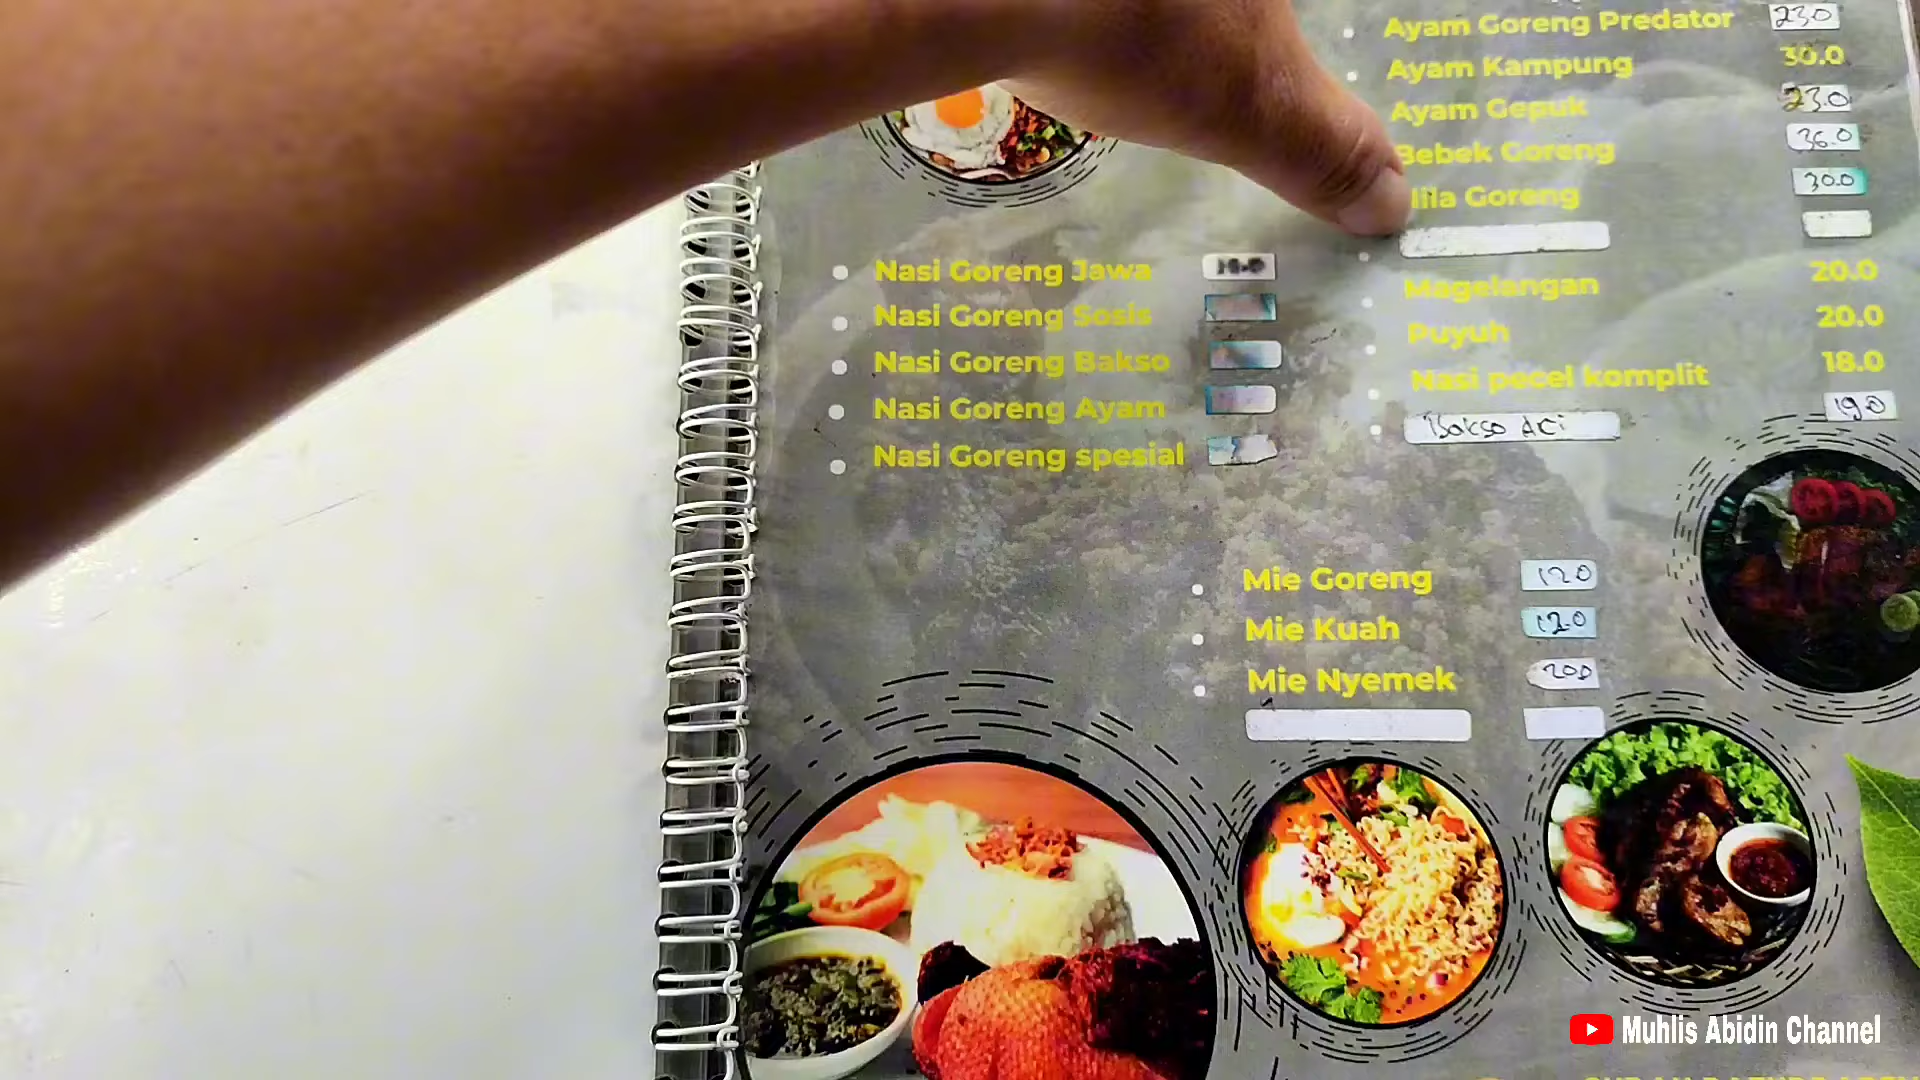 Ayam Goreng Predator 23.0
Ayam Kampung 30.0
Ayam Gepuk 23.0
Bebek Goreng 36.0
Nila Goreng 30.0
Nasi Goreng Jawa
Nasi Goreng Sosis
Nasi Goreng Bakso
Nasi Goreng Ayam
Nasi Goreng spesial
Magelangan 20.0
Puyuh 20.0
Nasi pecel komplit 18.0
Bakso Aci 19.0
Mie Goreng 12.0
Mie Kuah 12.0
Mie Nyemek 20.0
Muhlis Abidin Channel